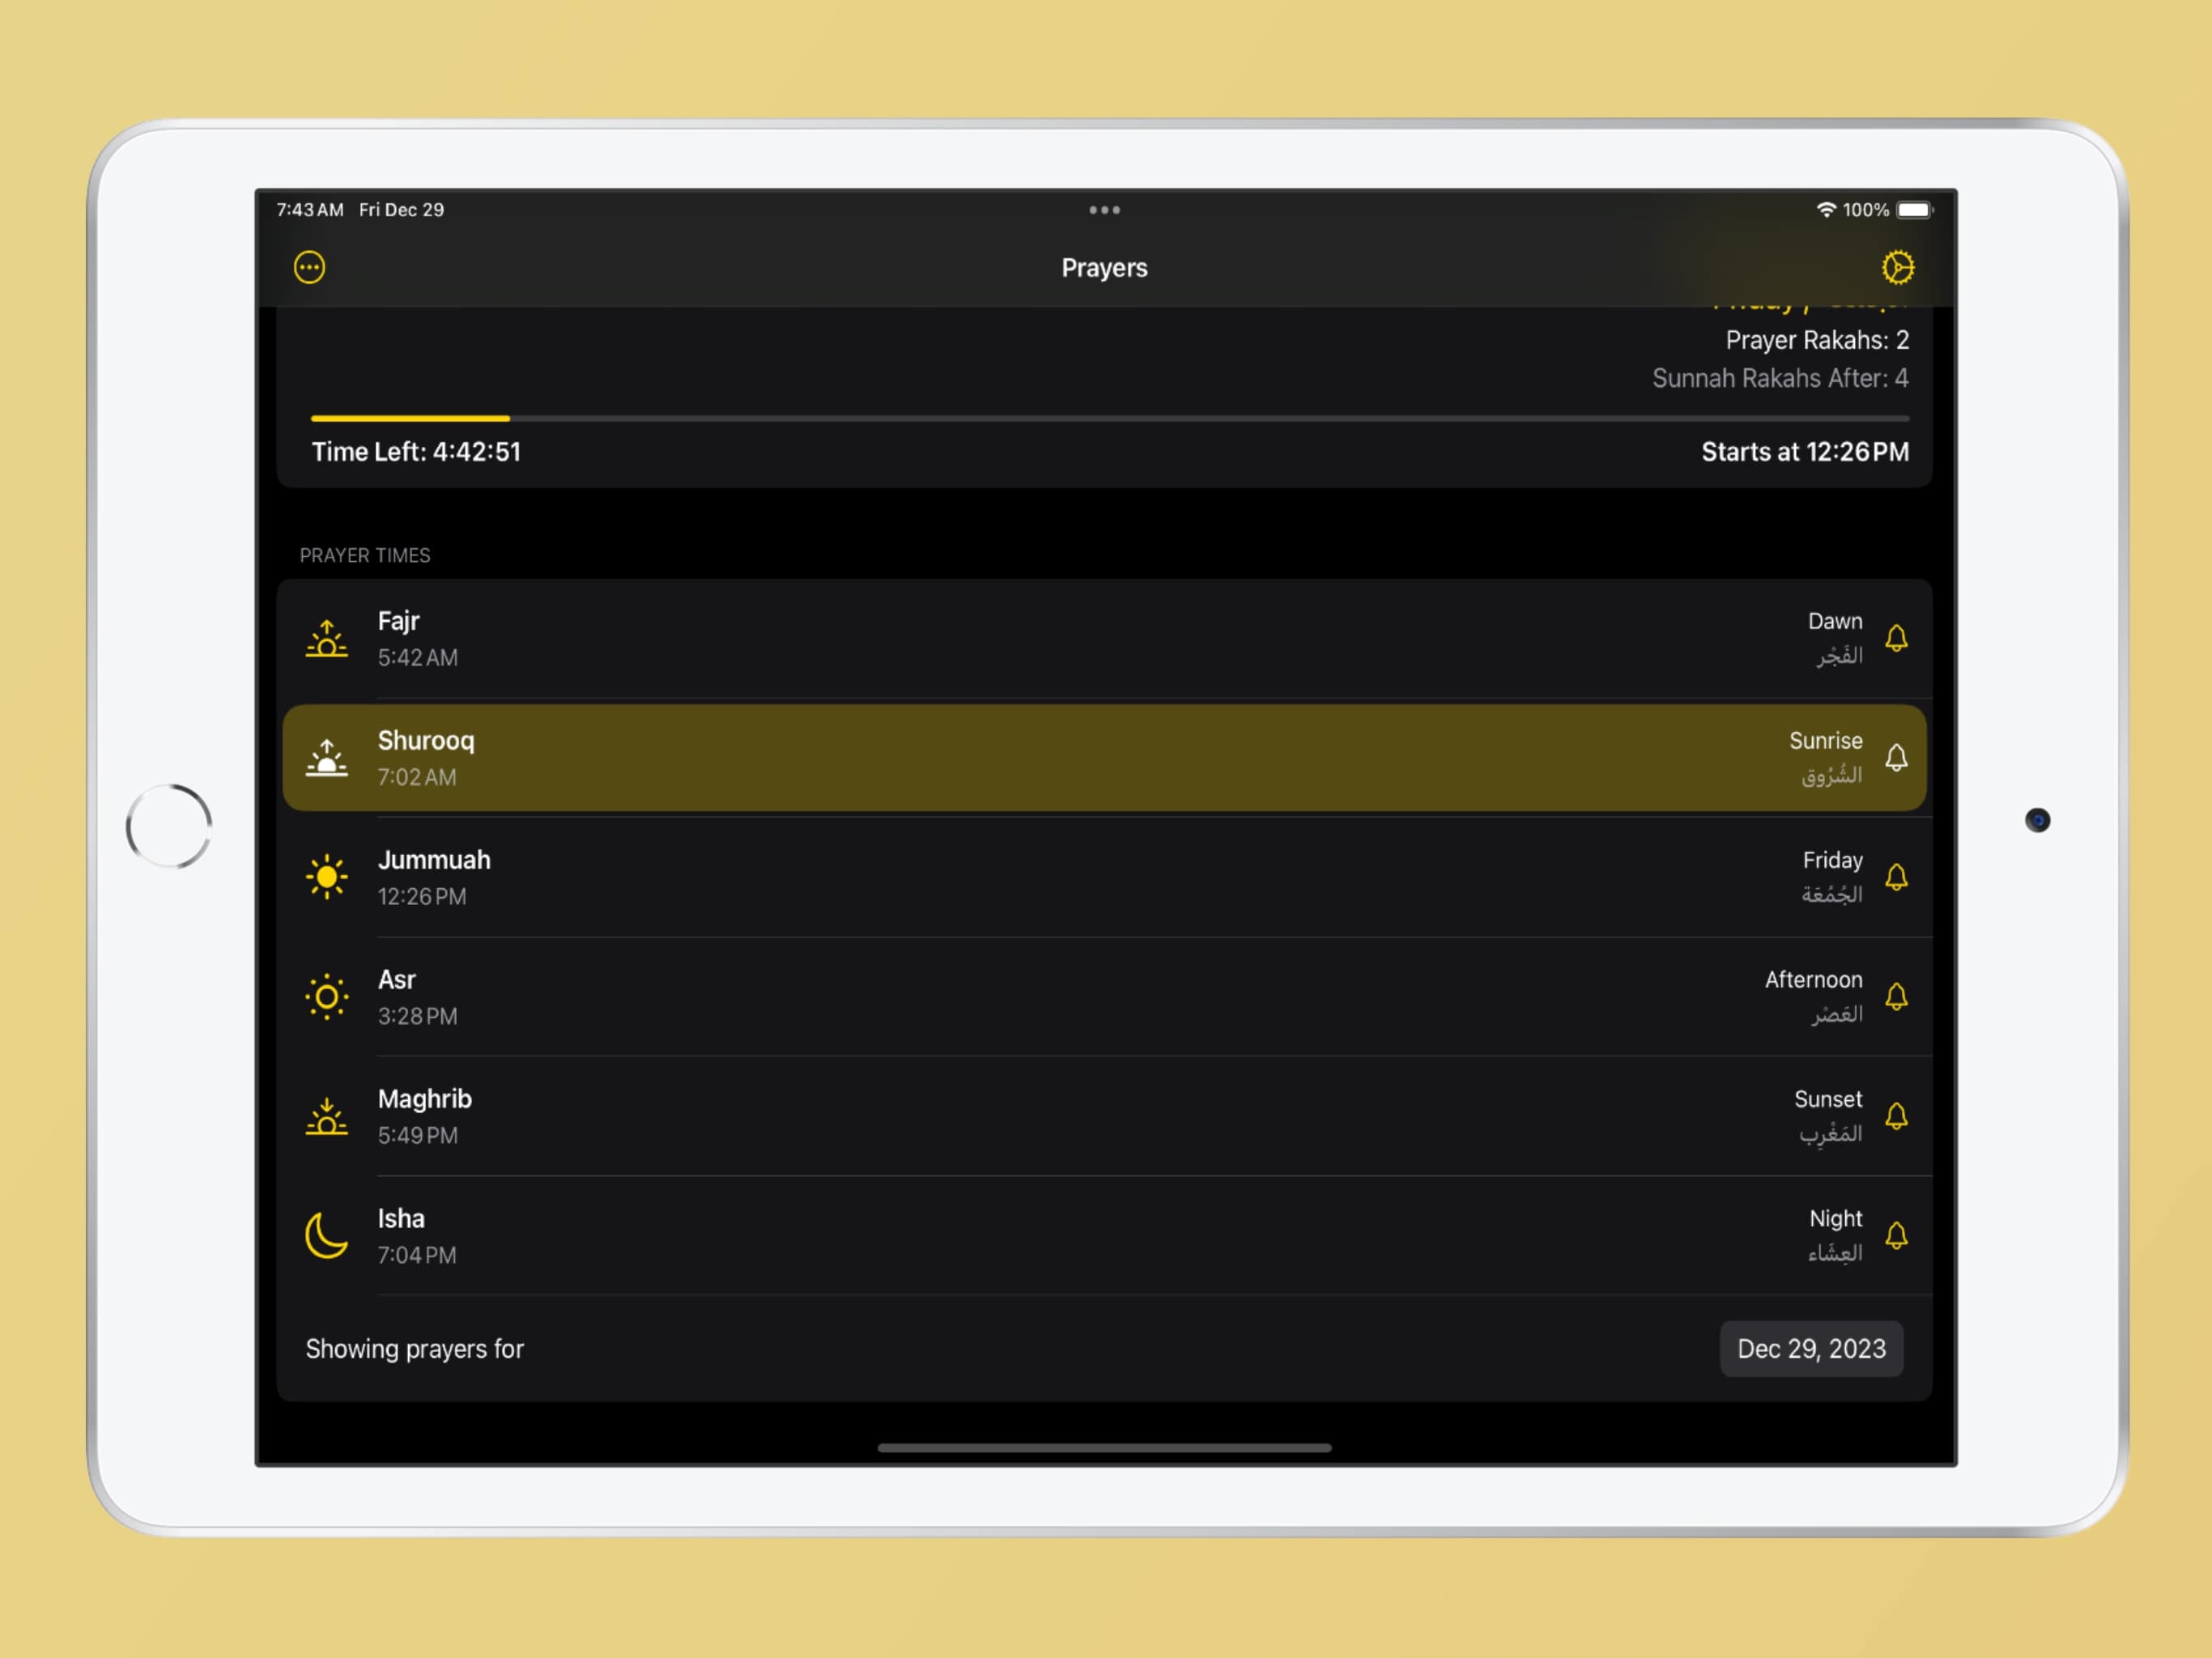 7:43 AM Fri Dec 29
100%
Prayers
Prayer Rakahs: 2
Sunnah Rakahs After: 4
Time Left: 4:42:51
Starts at 12:26 PM
PRAYER TIMES
Fajr
5:42 AM
Dawn
الفَجْر
Shurooq
7:02 AM
Sunrise
الشُرُوق
Jummuah
12:26 PM
Friday
الجُمُعَة
Asr
3:28 PM
Afternoon
العَصْر
Maghrib
5:49 PM
Sunset
المَغْرِب
Isha
7:04 PM
Night
العِشَاء
Showing prayers for
Dec 29, 2023